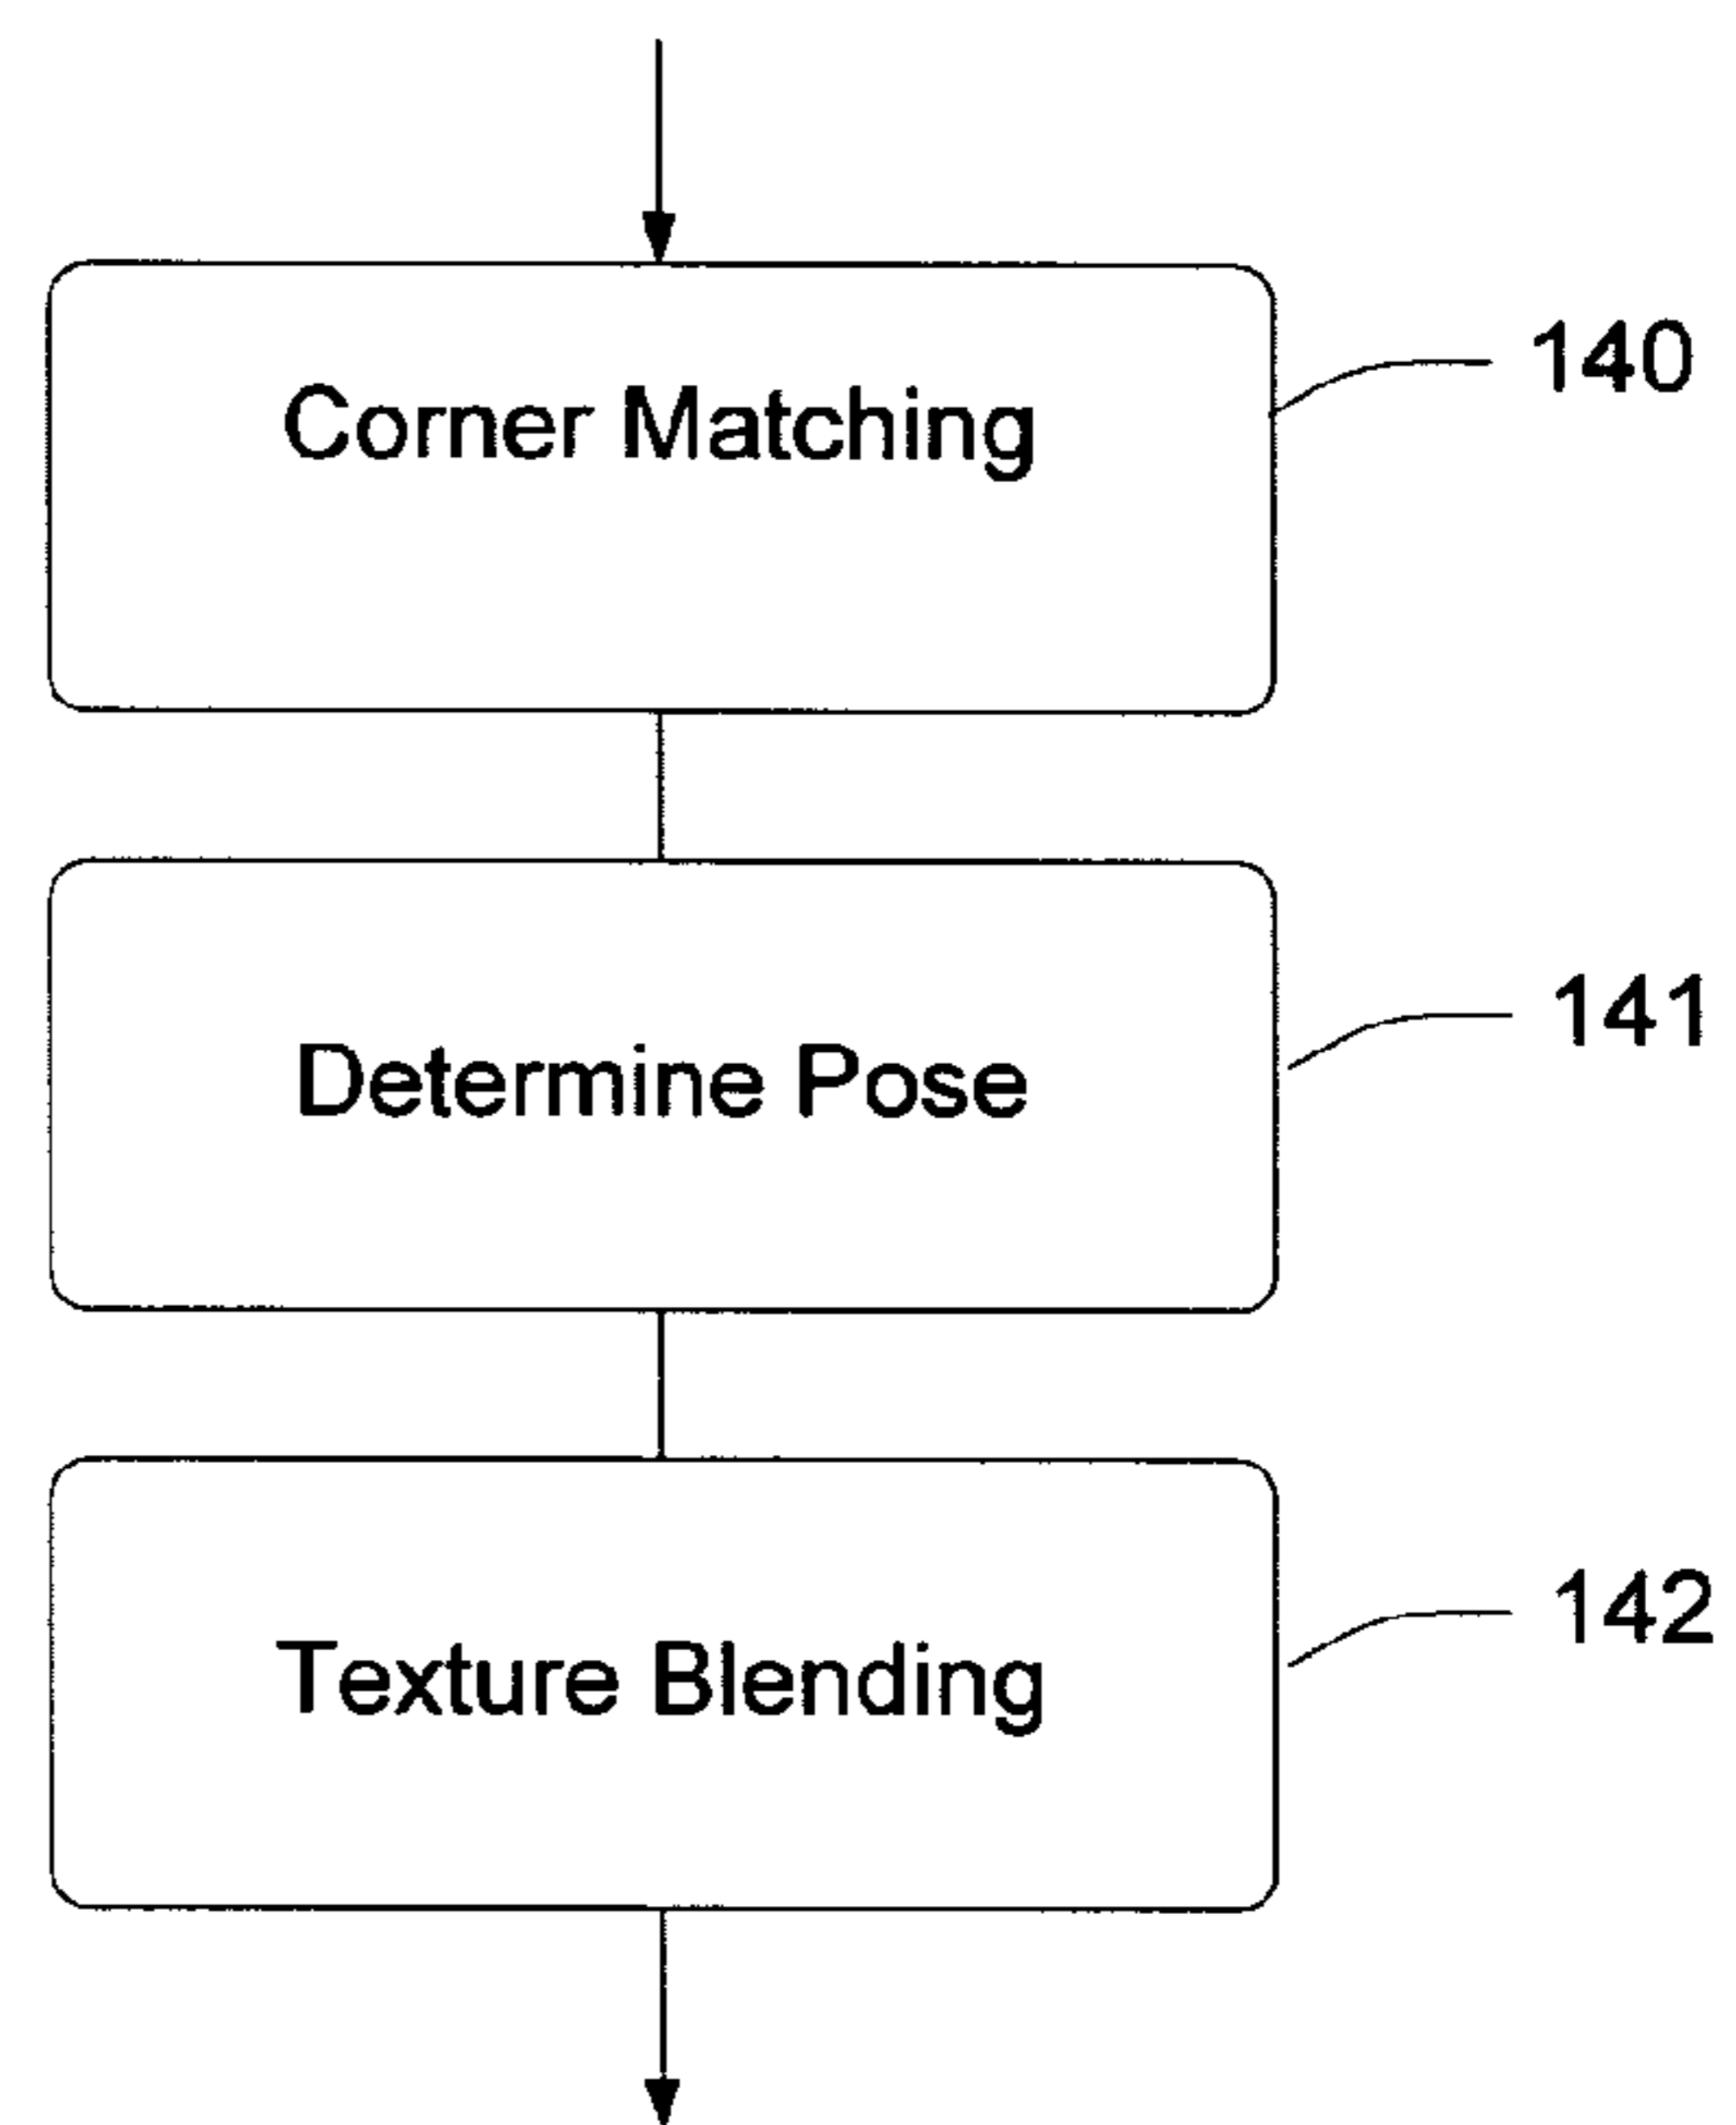 Corner Matching
140
Determine Pose
141
Texture Blending
142